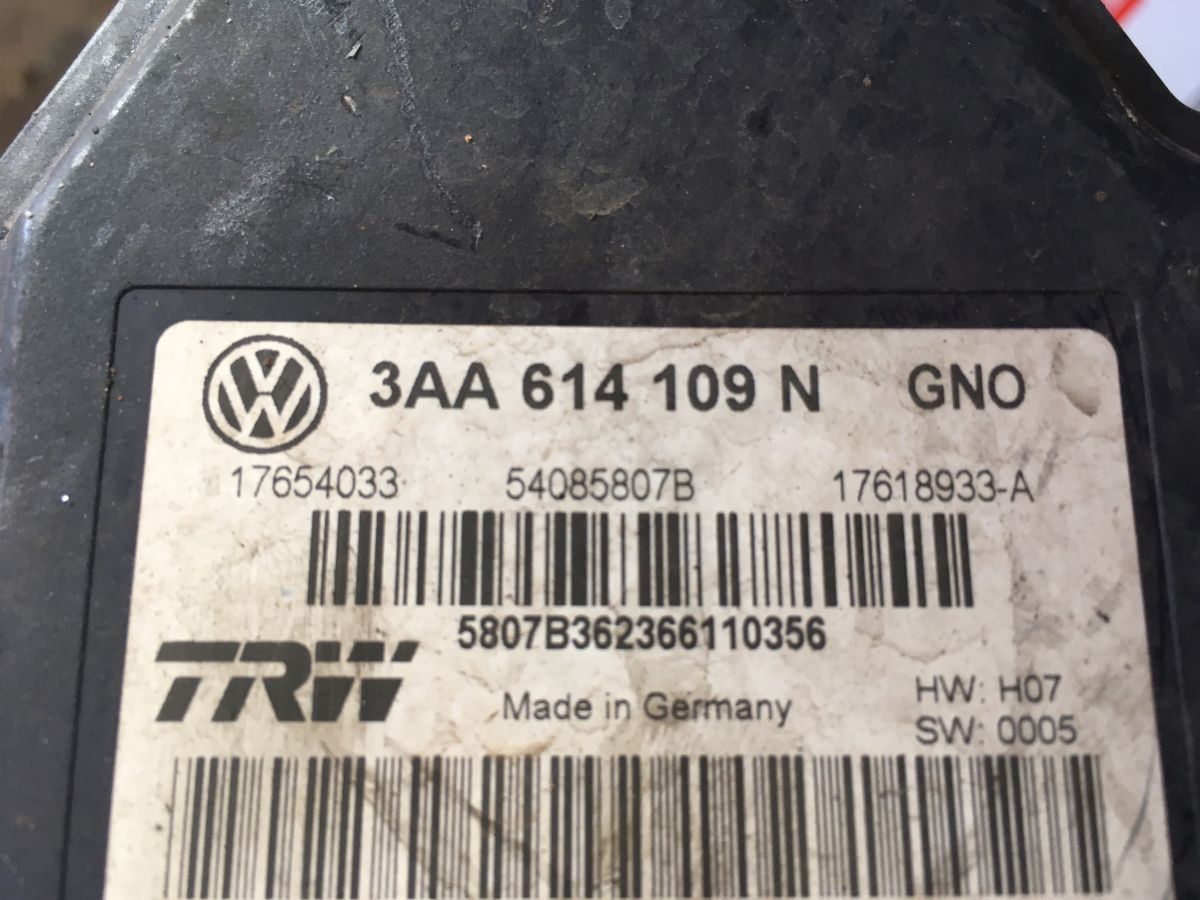 3AA 614 109 N GNO
17654033 54085807B 17618933-A
5807B362366110356
TRW
Made in Germany
HW: H07
SW: 0005